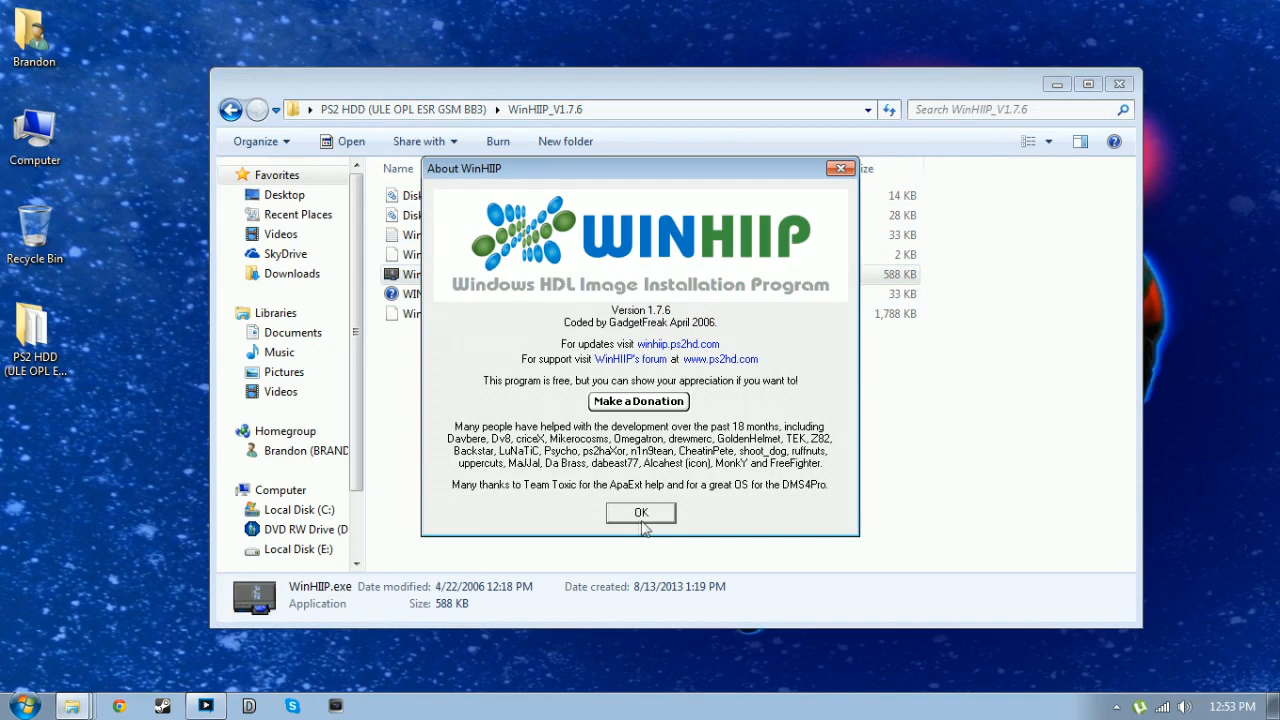 Brandon
Computer
Recycle Bin
PS2 HDD
(ULE OPL E...
PS2 HDD (ULE OPL ESR GSM BB3)
WinHIIP_V1.7.6
Search WinHIIP_V1.7.6
Organize
Open
Share with
Burn
New folder
Favorites
Desktop
Recent Places
Videos
SkyDrive
Downloads
Libraries
Documents
Music
Pictures
Videos
Homegroup
Brandon (BRAND
Computer
Local Disk (C:)
DVD RW Drive (D
Local Disk (E:)
Name
ize
Disk
14 KB
Disk
28 KB
Win
33 KB
Win
2 KB
Win
588 KB
WIN
33 KB
Win
1,788 KB
About WinHIIP
WINHIIP
Windows HDL Image Installation Program
Version 1.7.6
Coded by GadgetFreak April 2006.
For updates visit winhiip.ps2hd.com
For support visit WinHIIP's forum at www.ps2hd.com
This program is free, but you can show your appreciation if you want to!
Make a Donation
Many people have helped with the development over the past 18 months, including
Davbere, Dv8, criceX, Mikerocosms, Omegatron, drewmerc, GoldenHelmet, TEK, Z82,
Backstar, LuNaTiC, Psycho, ps2haXor, n1n9tean, CheatinPete, shoot_dog, ruffnuts,
uppercuts, MaJJal, Da Brass, dabeast77, Alcahest (icon), MonkY and FreeFighter.
Many thanks to Team Toxic for the ApaExt help and for a great OS for the DMS4Pro.
OK
WinHIIP.exe
Date modified: 4/22/2006 12:18 PM
Date created: 8/13/2013 1:19 PM
Application
Size: 588 KB
12:53 PM